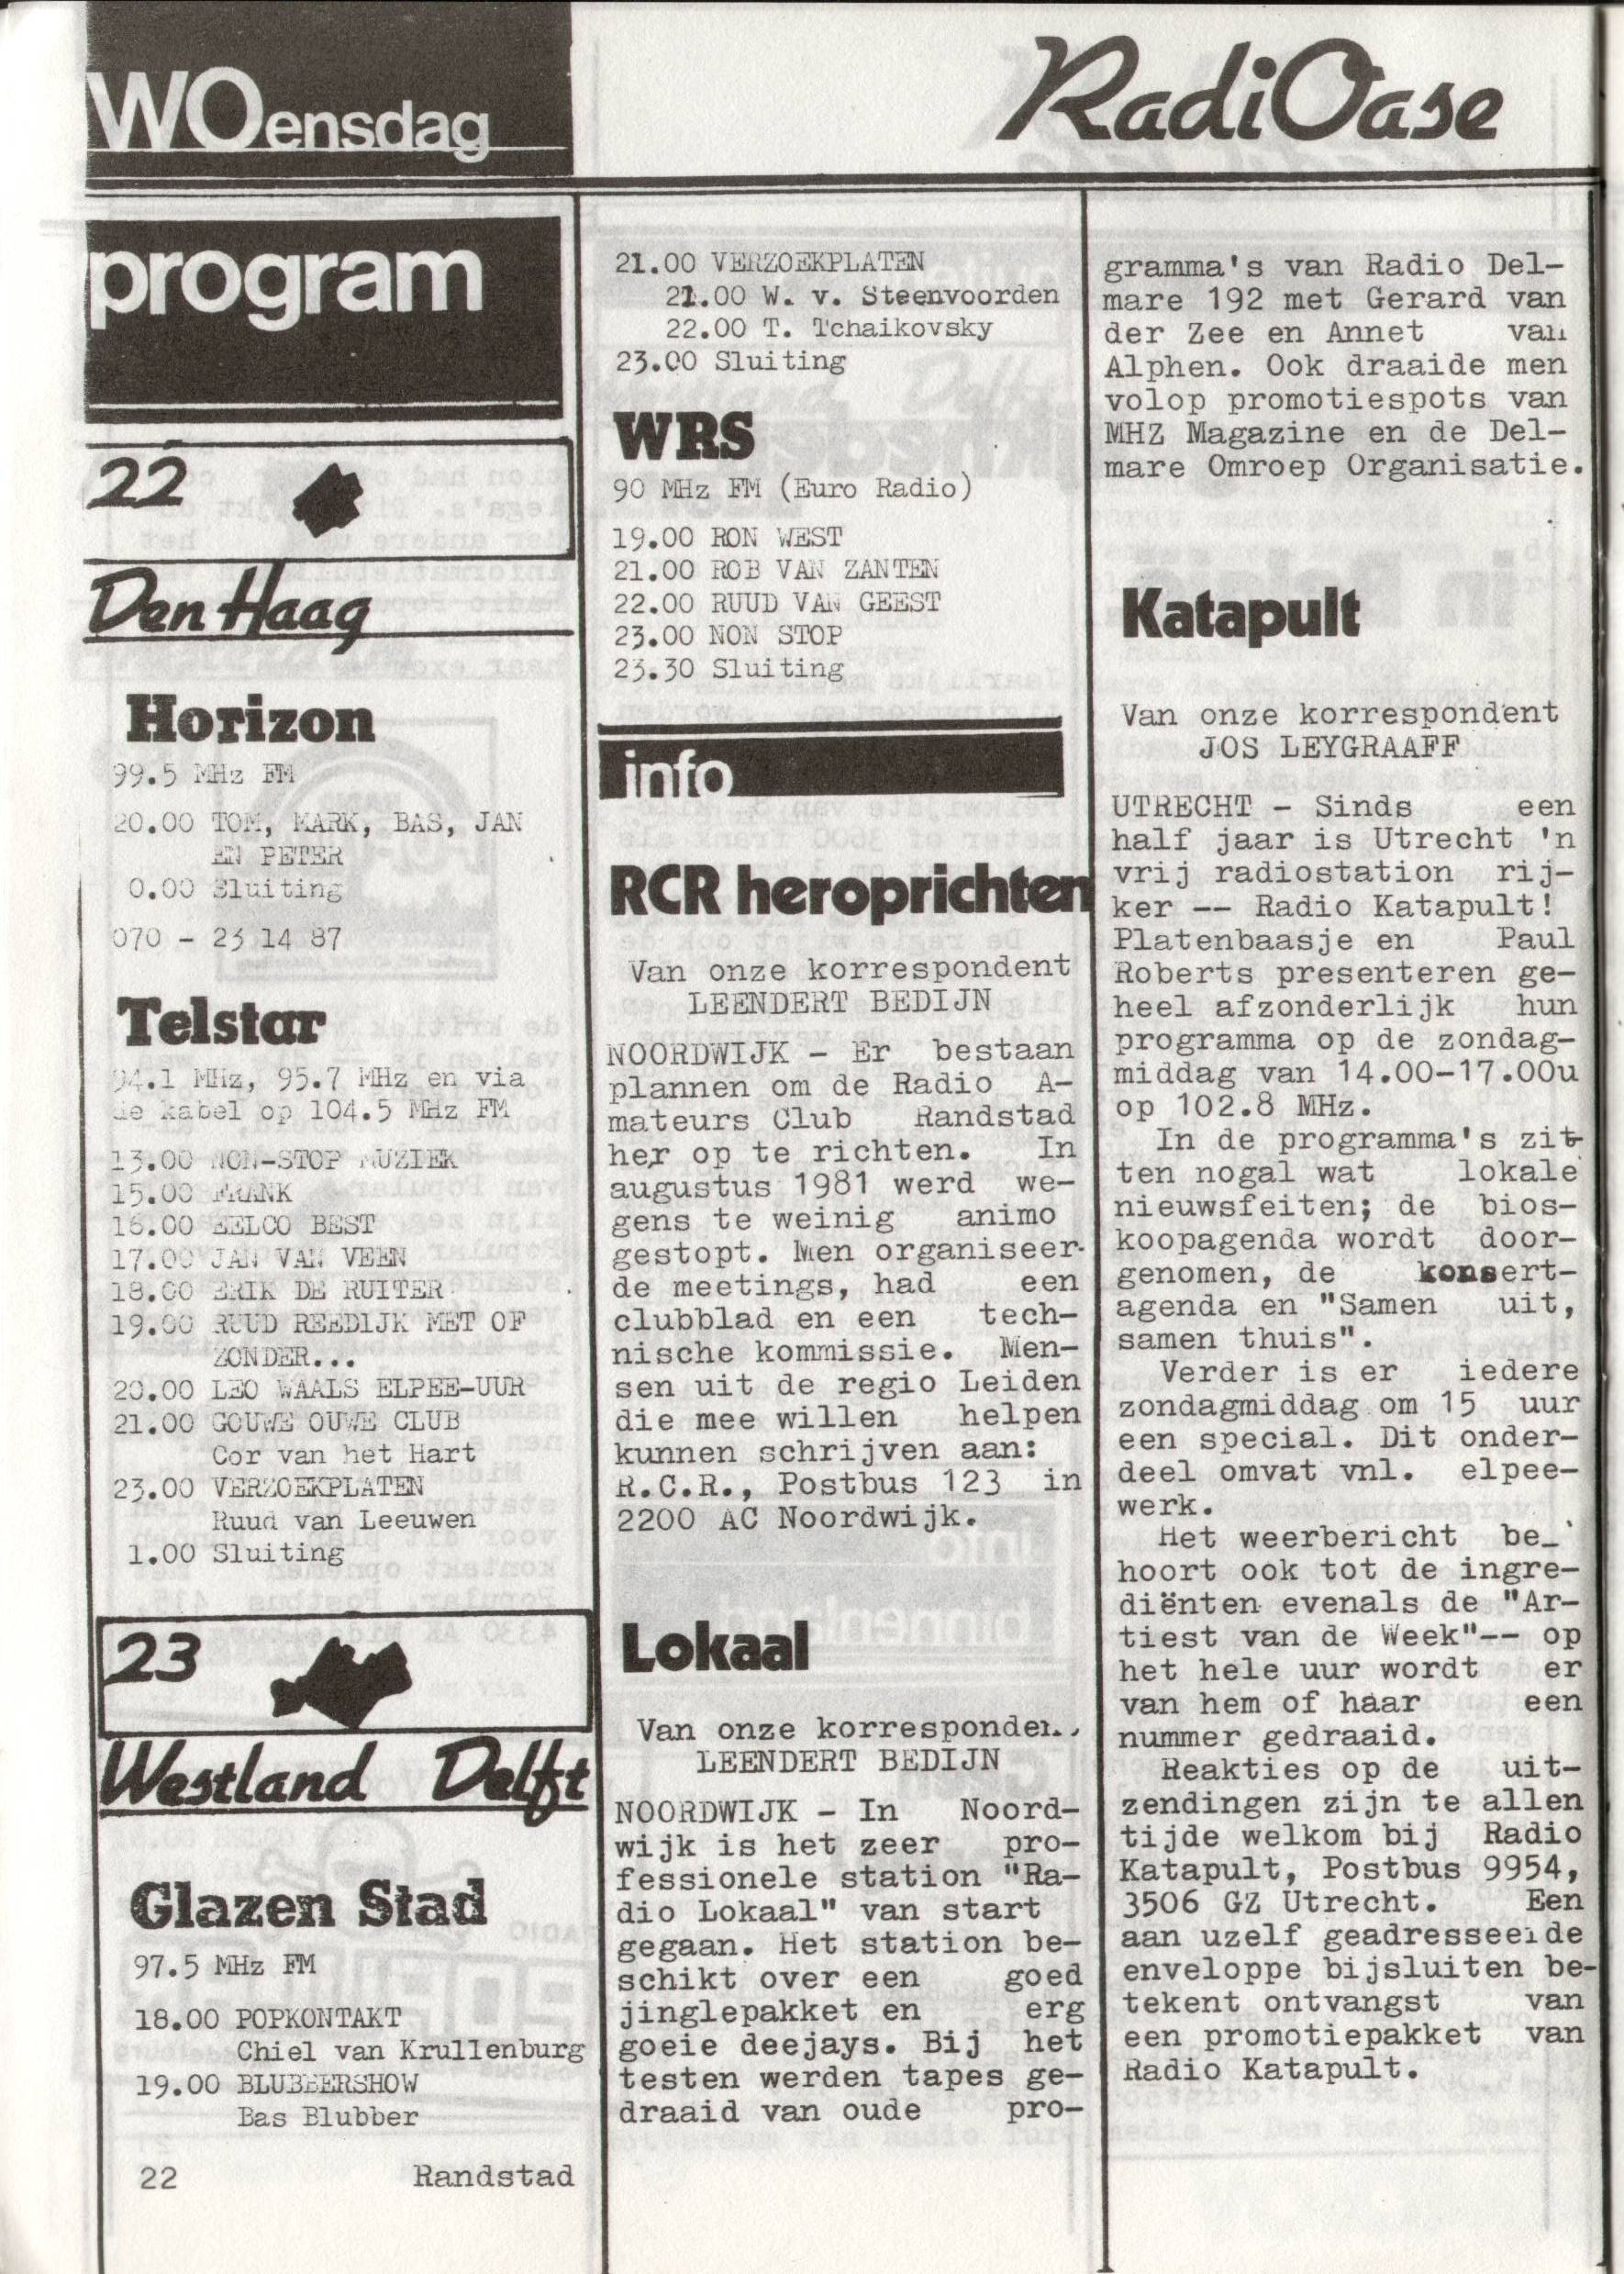 WOensdag
RadiOase
program
22
Den Haag
Horizon
99.5 MHz FM
20.00 TOM, MARK, BAS, JAN
EN PETER
0.00 Sluiting
070 - 23 14 87
Telstar
94.1 MHz, 95.7 MHz en via
de kabel op 104.5 MHz FM
13.00 NON-STOP MUZIEK
15.00 FRANK
16.00 EELCO BEST
17.00 JAN VAN VEEN
18.00 ERIK DE RUITER
19.00 RUUD REEDIJK MET OF
ZONDER...
20.00 LEO WAALS ELPEE-UUR
21.00 GOUWE OUWE CLUB
Cor van het Hart
23.00 VERZOEKPLATEN
Ruud van Leeuwen
1.00 Sluiting
23
Westland Delft
Glazen Stad
97.5 MHz FM
18.00 POPKONTAKT
Chiel van Krullenburg
19.00 BLUBBERSHOW
Bas Blubber
21.00 VERZOEKPLATEN
21.00 W. v. Steenvoorden
22.00 T. Tchaikovsky
23.00 Sluiting
WRS
90 MHz FM (Euro Radio)
19.00 RON WEST
21.00 ROB VAN ZANTEN
22.00 RUUD VAN GEEST
23.00 NON STOP
23.30 Sluiting
info
RCR heroprichten
Van onze korrespondent
LEENDERT BEDIJN
NOORDWIJK - Er bestaan
plannen om de Radio A-
mateurs Club Randstad
her op te richten. In
augustus 1981 werd we-
gens te weinig animo
gestopt. Men organiseer-
de meetings, had een
clubblad en een tech-
nische kommissie. Men-
sen uit de regio Leiden
die mee willen helpen
kunnen schrijven aan:
R.C.R., Postbus 123 in
2200 AC Noordwijk.
Lokaal
Van onze korrespondent
LEENDERT BEDIJN
NOORDWIJK - In Noord-
wijk is het zeer pro-
fessionele station "Ra-
dio Lokaal" van start
gegaan. Het station be-
schikt over een goed
jinglepakket en erg
goeie deejays. Bij het
testen werden tapes ge-
draaid van oude pro-
gramma's van Radio Del-
mare 192 met Gerard van
der Zee en Annet van
Alphen. Ook draaide men
volop promotiespots van
MHZ Magazine en de Del-
mare Omroep Organisatie.
Katapult
Van onze korrespondent
JOS LEYGRAAFF
UTRECHT - Sinds een
half jaar is Utrecht 'n
vrij radiostation rij-
ker -- Radio Katapult!
Platenbaasje en Paul
Roberts presenteren ge-
heel afzonderlijk hun
programma op de zondag-
middag van 14.00-17.00u
op 102.8 MHz.
In de programma's zit-
ten nogal wat lokale
nieuwsfeiten; de bios-
koopagenda wordt door-
genomen, de konsert-
agenda en "Samen uit,
samen thuis".
Verder is er iedere
zondagmiddag om 15 uur
een special. Dit onder-
deel omvat vnl. elpee-
werk.
Het weerbericht be-
hoort ook tot de ingre-
diënten evenals de "Ar-
tiest van de Week"-- op
het hele uur wordt er
van hem of haar een
nummer gedraaid.
Reakties op de uit-
zendingen zijn te allen
tijde welkom bij Radio
Katapult, Postbus 9954,
3506 GZ Utrecht. Een
aan uzelf geadresseerde
enveloppe bijsluiten be-
tekent ontvangst van
een promotiepakket van
Radio Katapult.
22 Randstad